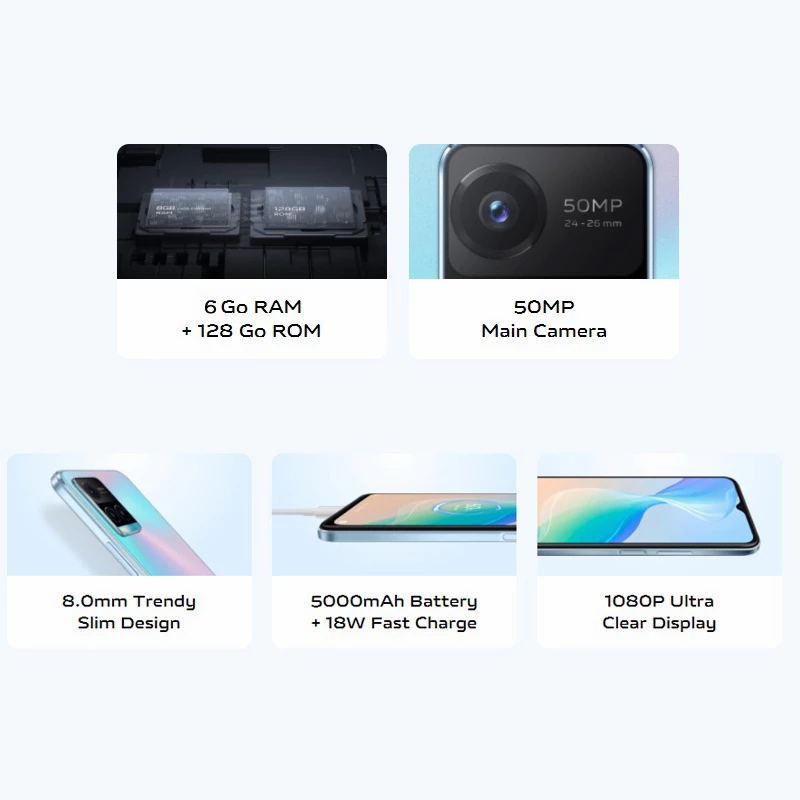 8GB
RAM
128GB
ROM
50MP
24-26 mm
6 Go RAM
+ 128 Go ROM
50MP
Main Camera
8.0mm Trendy
Slim Design
5000mAh Battery
+ 18W Fast Charge
1080P Ultra
Clear Display